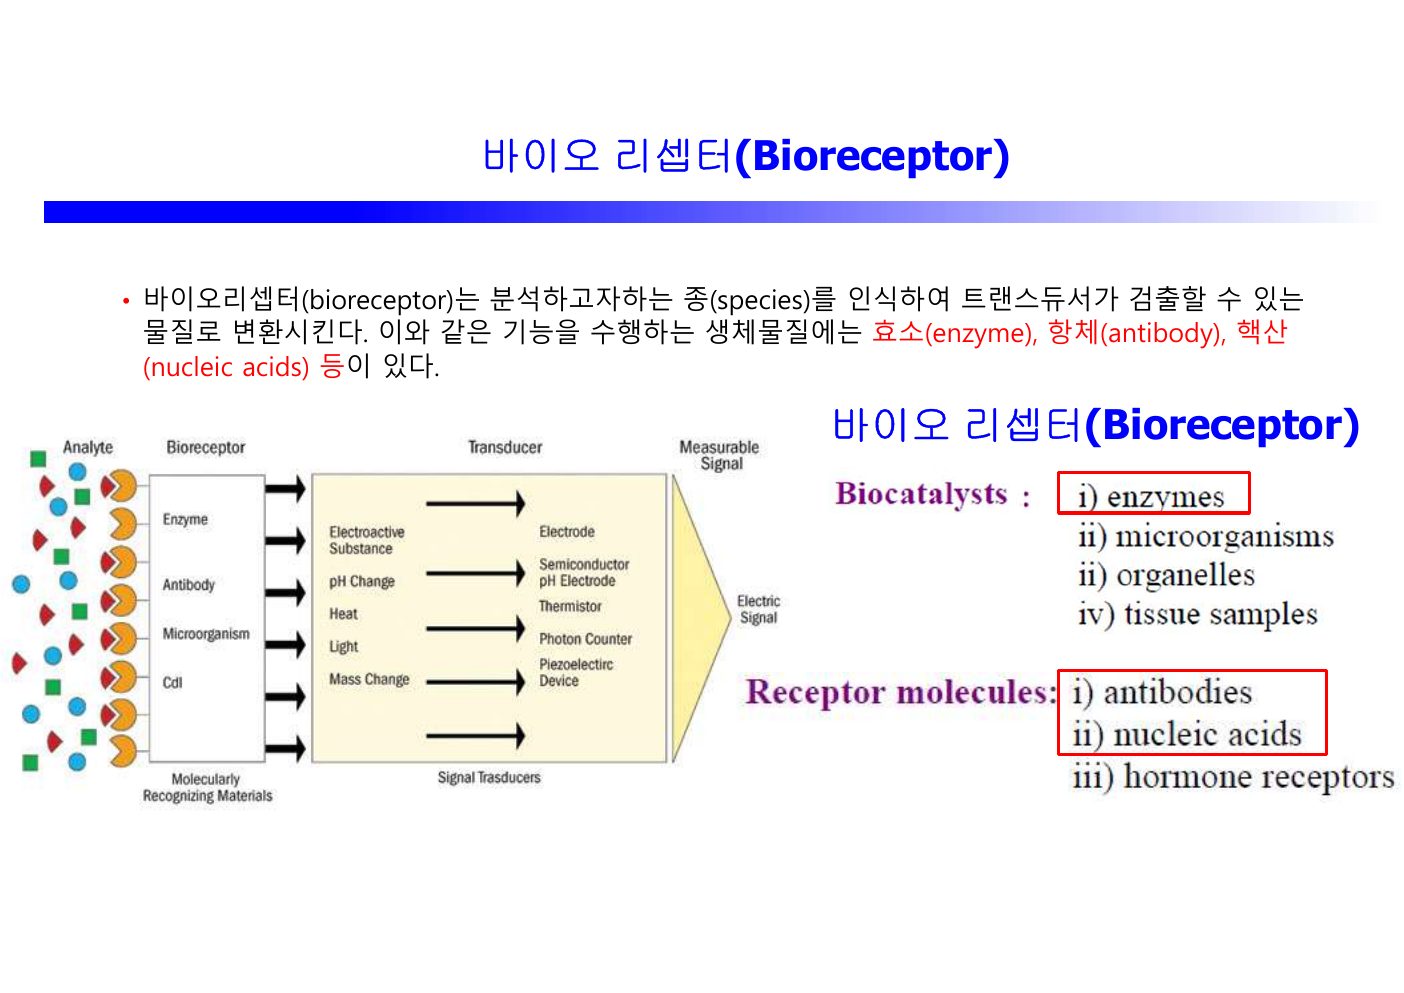 바이오 리셉터(Bioreceptor)
• 바이오리셉터(bioreceptor)는 분석하고자하는 종(species)를 인식하여 트랜스듀서가 검출할 수 있는
물질로 변환시킨다. 이와 같은 기능을 수행하는 생체물질에는 효소(enzyme), 항체(antibody), 핵산
(nucleic acids) 등이 있다.
Analyte
Bioreceptor
Transducer
Measurable
Signal
Enzyme
Antibody
Microorganism
Cdl
Molecularly
Recognizing Materials
Electroactive
Substance
pH Change
Heat
Light
Mass Change
Electrode
Semiconductor
pH Electrode
Thermistor
Photon Counter
Piezoelectirc
Device
Signal Trasducers
Electric
Signal
바이오 리셉터(Bioreceptor)
Biocatalysts : i) enzymes
ii) microorganisms
ii) organelles
iv) tissue samples
Receptor molecules: i) antibodies
ii) nucleic acids
iii) hormone receptors